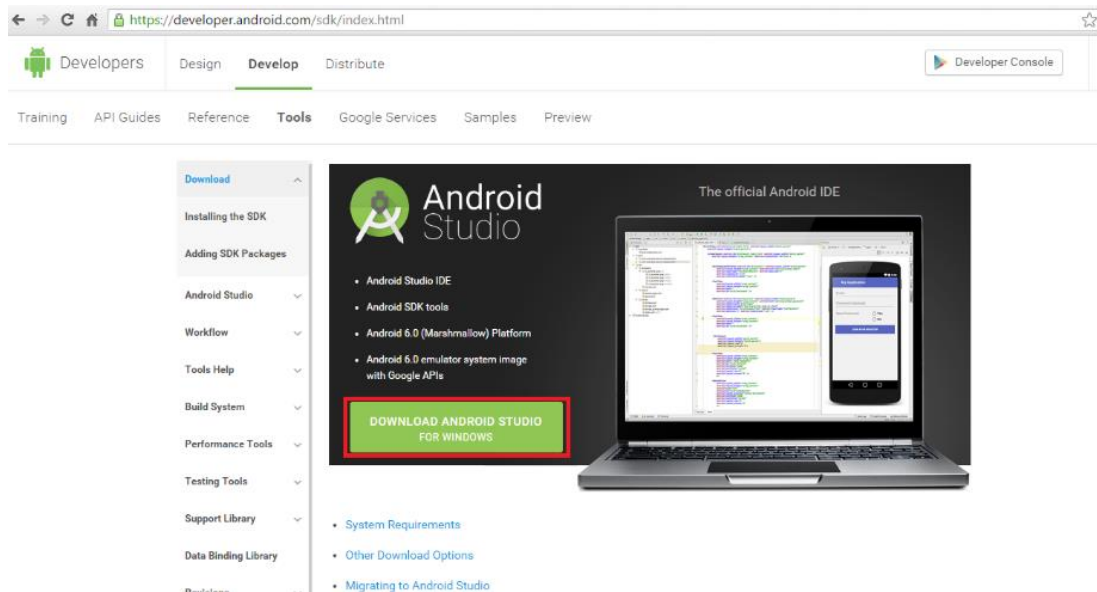 https://developer.android.com/sdk/index.html
Developers
Design Develop Distribute
Developer Console
Training API Guides Reference Tools Google Services Samples Preview
Download
Installing the SDK
Adding SDK Packages
Android Studio
Workflow
Tools Help
Build System
Performance Tools
Testing Tools
Support Library
Data Binding Library
Revisions
Android
Studio
• Android Studio IDE
• Android SDK tools
• Android 6.0 (Marshmallow) Platform
• Android 6.0 emulator system image
with Google APIs
DOWNLOAD ANDROID STUDIO
FOR WINDOWS
The official Android IDE
• System Requirements
• Other Download Options
• Migrating to Android Studio